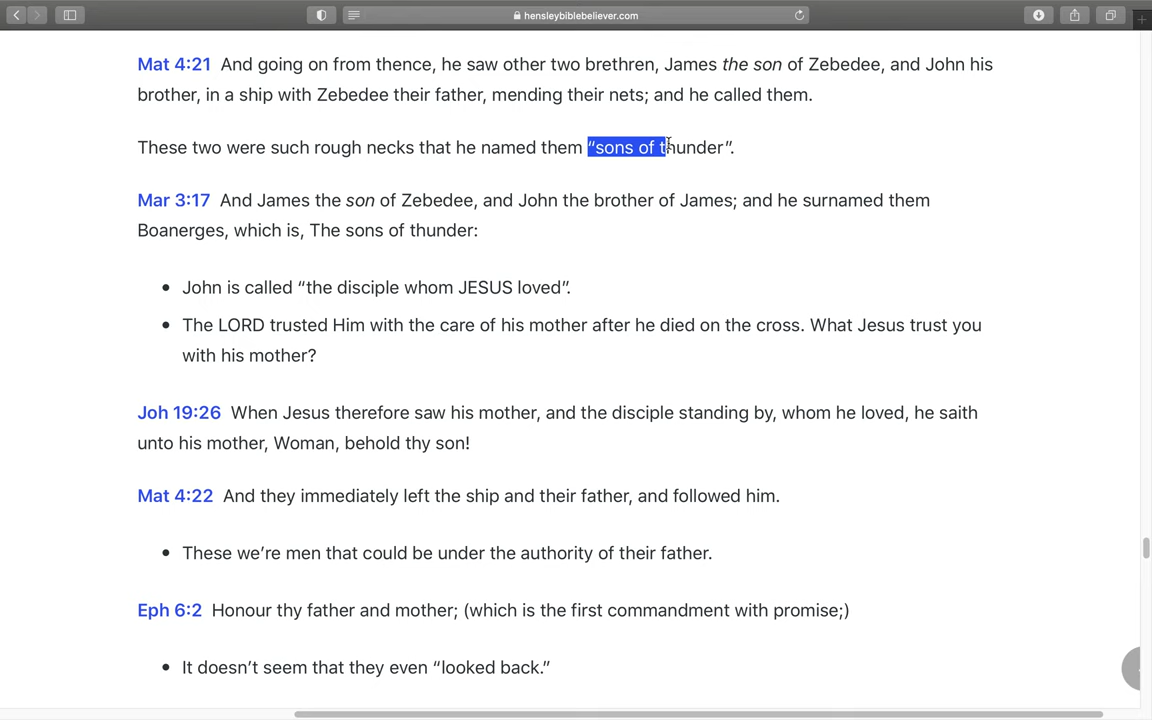 hensleybiblebeliever.com
Mat 4:21 And going on from thence, he saw other two brethren, James the son of Zebedee, and John his
brother, in a ship with Zebedee their father, mending their nets; and he called them.
These two were such rough necks that he named them “sons of thunder”.
Mar 3:17 And James the son of Zebedee, and John the brother of James; and he surnamed them
Boanerges, which is, The sons of thunder:
• John is called “the disciple whom JESUS loved”.
• The LORD trusted Him with the care of his mother after he died on the cross. What Jesus trust you
with his mother?
Joh 19:26 When Jesus therefore saw his mother, and the disciple standing by, whom he loved, he saith
unto his mother, Woman, behold thy son!
Mat 4:22 And they immediately left the ship and their father, and followed him.
• These we’re men that could be under the authority of their father.
Eph 6:2 Honour thy father and mother; (which is the first commandment with promise;)
• It doesn’t seem that they even “looked back.”